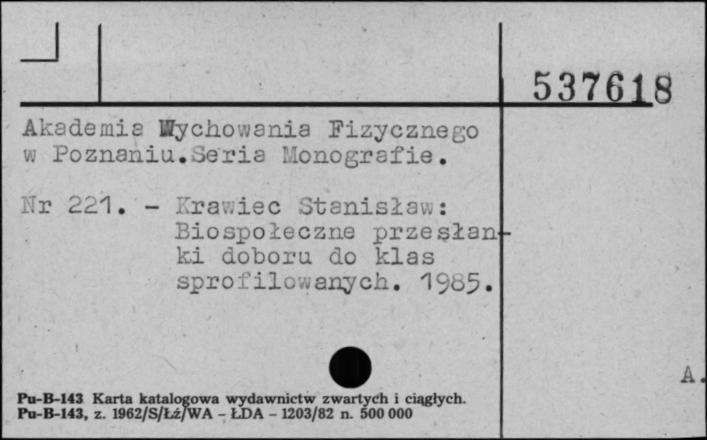 537618
Akademia Wychowania Fizycznego
w Poznaniu.Seria Monografie.
Nr 221. - Krawiec Stanisław:
Biospołeczne przesłan-
ki doboru do klas
sprofilowanych. 1985.
A.
Pu-B-143 Karta katalogowa wydawnictw zwartych i ciągłych.
Pu-B-143, z. 1962/S/Łż/WA - ŁDA - 1203/82 n. 500 000